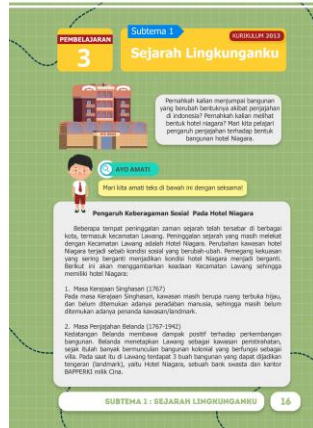 Subtema 1
KURIKULUM 2013
PEMBELAJARAN
3
Sejarah Lingkunganku
Pernahkah kalian menjumpai bangunan
yang berubah bentuknya akibat penjajahan
di indonesia? Pernahkah kalian melihat
bentuk hotel niagara? Mari kita pelajari
pengaruh penjajahan terhadap bentuk
bangunan hotel Niagara.
AYO AMATI
Mari kita amati teks di bawah ini dengan seksama!
Pengaruh Keberagaman Sosial Pada Hotel Niagara
Beberapa tempat peninggalan zaman sejarah telah tersebar di berbagai
kota, termasuk kecamatan Lawang. Peninggalan sejarah yang masih melekat
dengan Kecamatan Lawang adalah Hotel Niagara. Perubahan kawasan hotel
Niagara terjadi sebab kondisi sosial yang berubah-ubah. Pemegang kekuasan
yang sering berganti menjadikan kondisi hotel Niagara menjadi berganti.
Berikut ini akan menggambarkan keadaan Kecamatan Lawang sehingga
memiliki hotel Niagara:
1. Masa Kerajaan Singhasari (1767)
Pada masa Kerajaan Singhasari, kawasan masih berupa ruang terbuka hijau,
dan belum ditemukan adanya peradaban manusia, sehingga masih belum
ditemukan adanya penanda kawasan/landmark.
2. Masa Penjajahan Belanda (1767-1942)
Kedatangan Belanda membawa dampak positif terhadap perkembangan
bangunan. Belanda menetapkan Lawang sebagai kawasan peristirahatan,
sejak itulah banyak bermunculan bangunan kolonial yang berfungsi sebagai
villa. Pada saat itu di Lawang terdapat 3 buah bangunan yang dapat dijadikan
tengeran (landmark), yaitu Hotel Niagara, sebuah bank swasta dan kantor
BAPPERKI milik Cina.
SUBTEMA 1 : SEJARAH LINGKUNGANKU
16